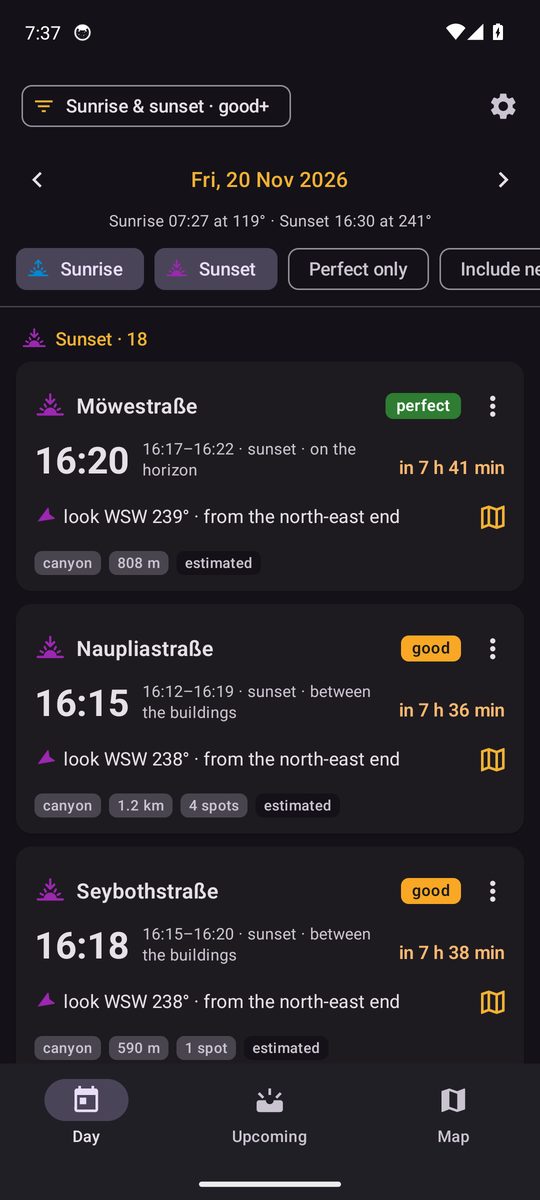 7:37
Sunrise & sunset · good+
Fri, 20 Nov 2026
Sunrise 07:27 at 119° · Sunset 16:30 at 241°
Sunrise
Sunset
Perfect only
Include ne
Sunset · 18
Möwestraße
perfect
16:20
16:17–16:22 · sunset · on the
horizon
in 7 h 41 min
look WSW 239° · from the north-east end
canyon
808 m
estimated
Naupliastraße
good
16:15
16:12–16:19 · sunset · between
the buildings
in 7 h 36 min
look WSW 238° · from the north-east end
canyon
1.2 km
4 spots
estimated
Seybothstraße
good
16:18
16:15–16:20 · sunset · between
the buildings
in 7 h 38 min
look WSW 238° · from the north-east end
canyon
590 m
1 spot
estimated
Day
Upcoming
Map